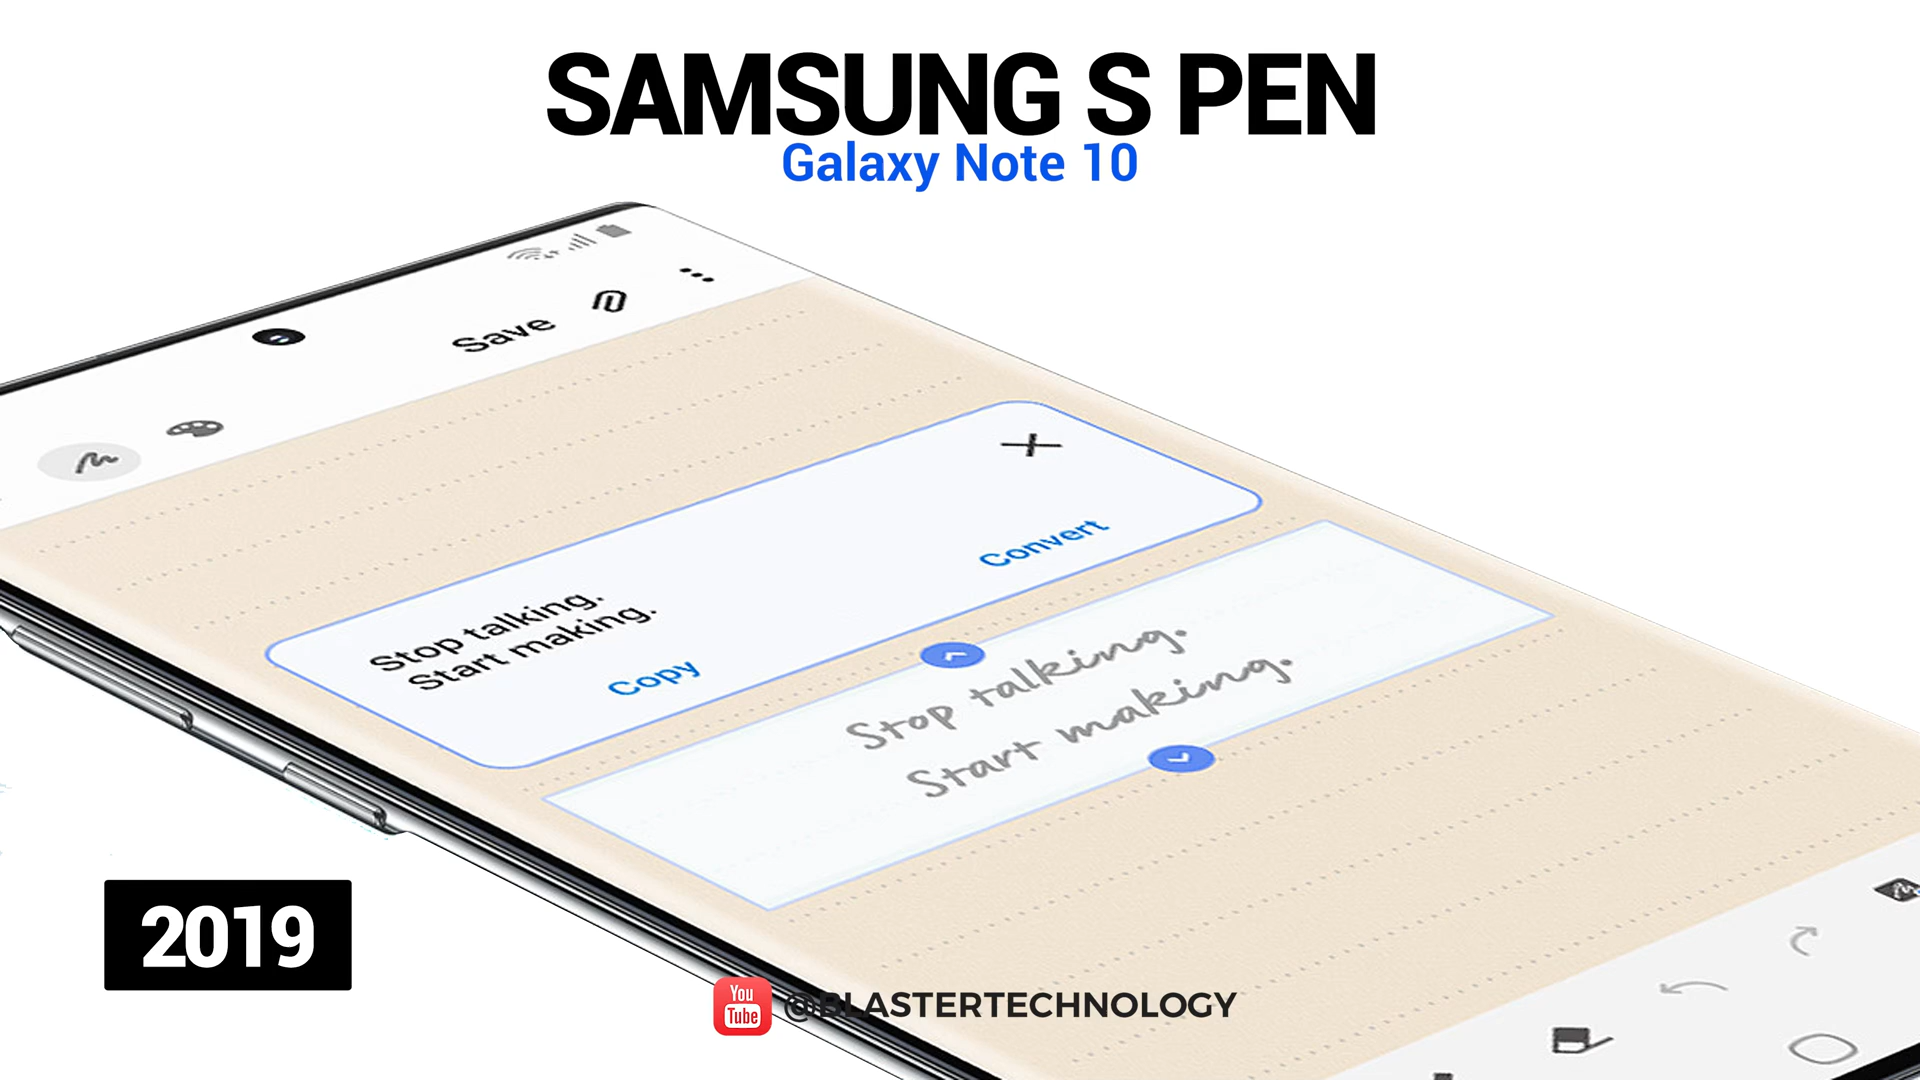 SAMSUNG S PEN
Galaxy Note 10
Save
Stop talking.
Start making.
Copy
Convert
Stop talking.
Start making.
2019
You
Tube
@BLASTERTECHNOLOGY